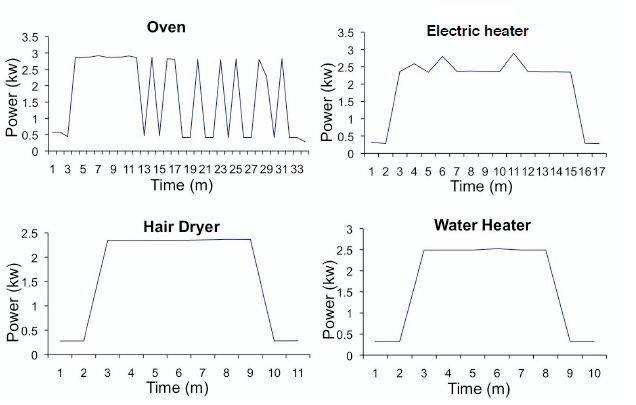 Oven
3.5
3
2.5
2
1.5
1
0.5
0
Power (kw)
1 3 5 7 9 11 13 15 17 19 21 23 25 27 29 31 33
Time (m)
Electric heater
3.5
3
2.5
2
1.5
1
0.5
0
Power (kw)
1 2 3 4 5 6 7 8 9 10 11 12 13 14 15 16 17
Time (m)
Hair Dryer
2.5
2
1.5
1
0.5
0
Power (kw)
1 2 3 4 5 6 7 8 9 10 11
Time (m)
Water Heater
3
2.5
2
1.5
1
0.5
0
Power (kw)
1 2 3 4 5 6 7 8 9 10
Time (m)